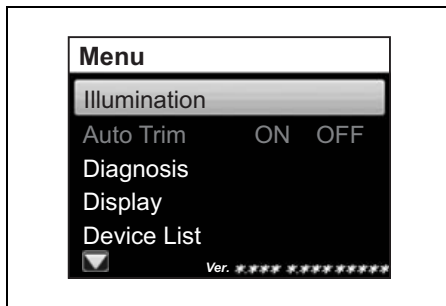 Menu
Illumination
Auto Trim ON OFF
Diagnosis
Display
Device List
Ver. *.*** *.*********